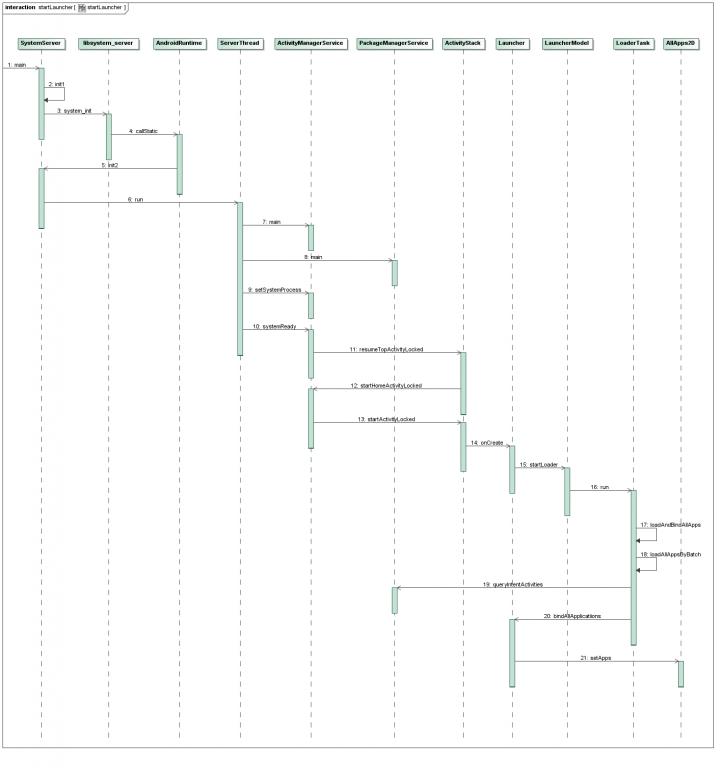 interaction startLauncher [ startLauncher ]
SystemServer
libsystem_server
AndroidRuntime
ServerThread
ActivityManagerService
PackageManagerService
ActivityStack
Launcher
LauncherModel
LoaderTask
AllApps2D
1: main
2: init1
3: system_init
4: callStatic
5: init2
6: run
7: main
8: main
9: setSystemProcess
10: systemReady
11: resumeTopActivityLocked
12: startHomeActivityLocked
13: startActivityLocked
14: onCreate
15: startLoader
16: run
17: loadAndBindAllApps
18: loadAllAppsByBatch
19: queryIntentActivities
20: bindAllApplications
21: setApps